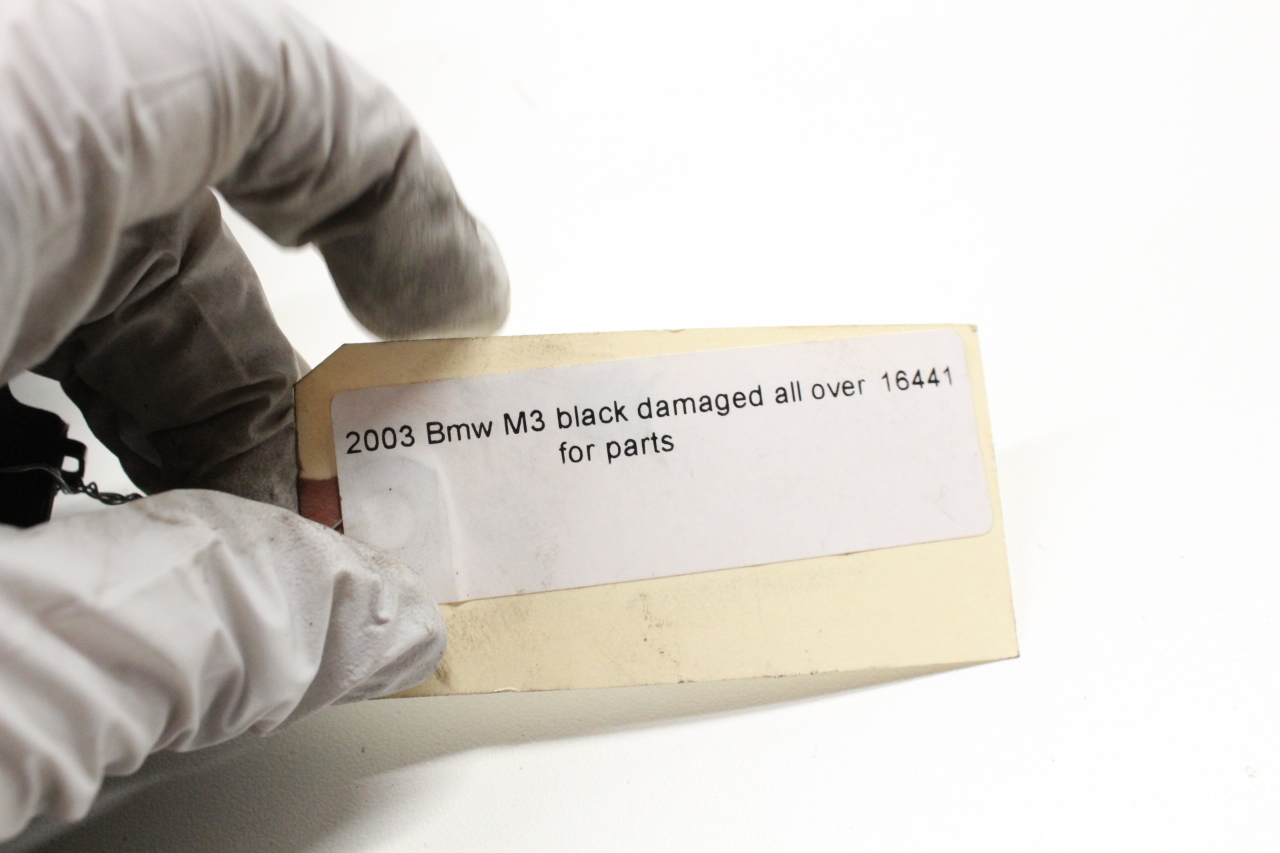 2003 Bmw M3 black damaged all over 16441
for parts